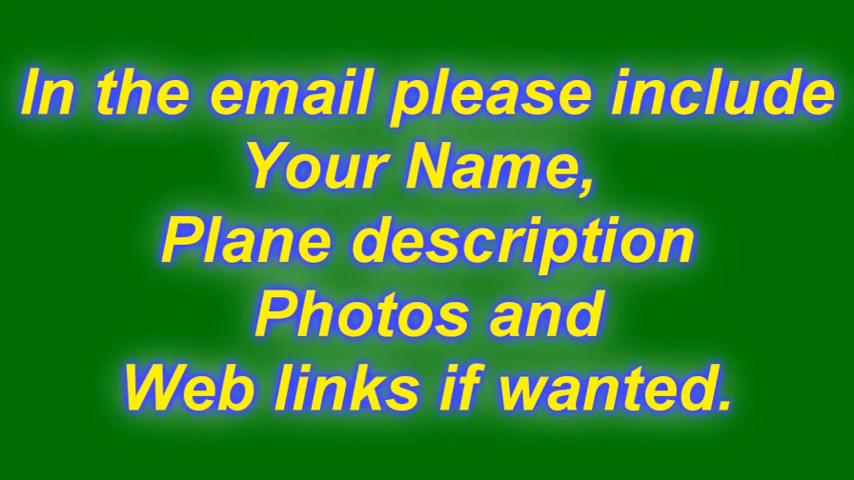 In the email please include
Your Name,
Plane description
Photos and
Web links if wanted.